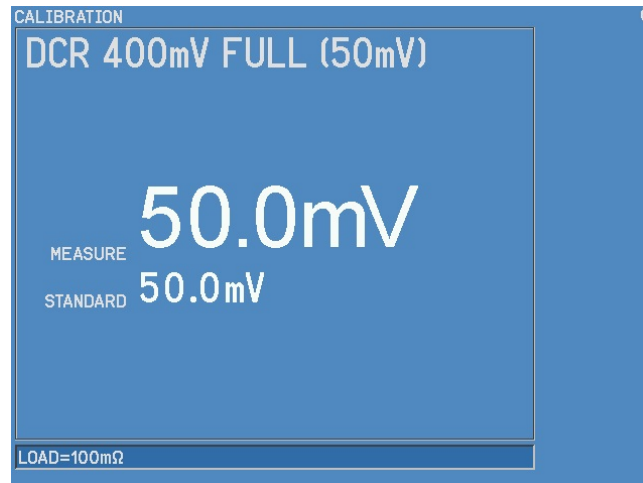 CALIBRATION
DCR 400mV FULL (50mV)
MEASURE 50.0mV
STANDARD 50.0mV
LOAD=100mΩ